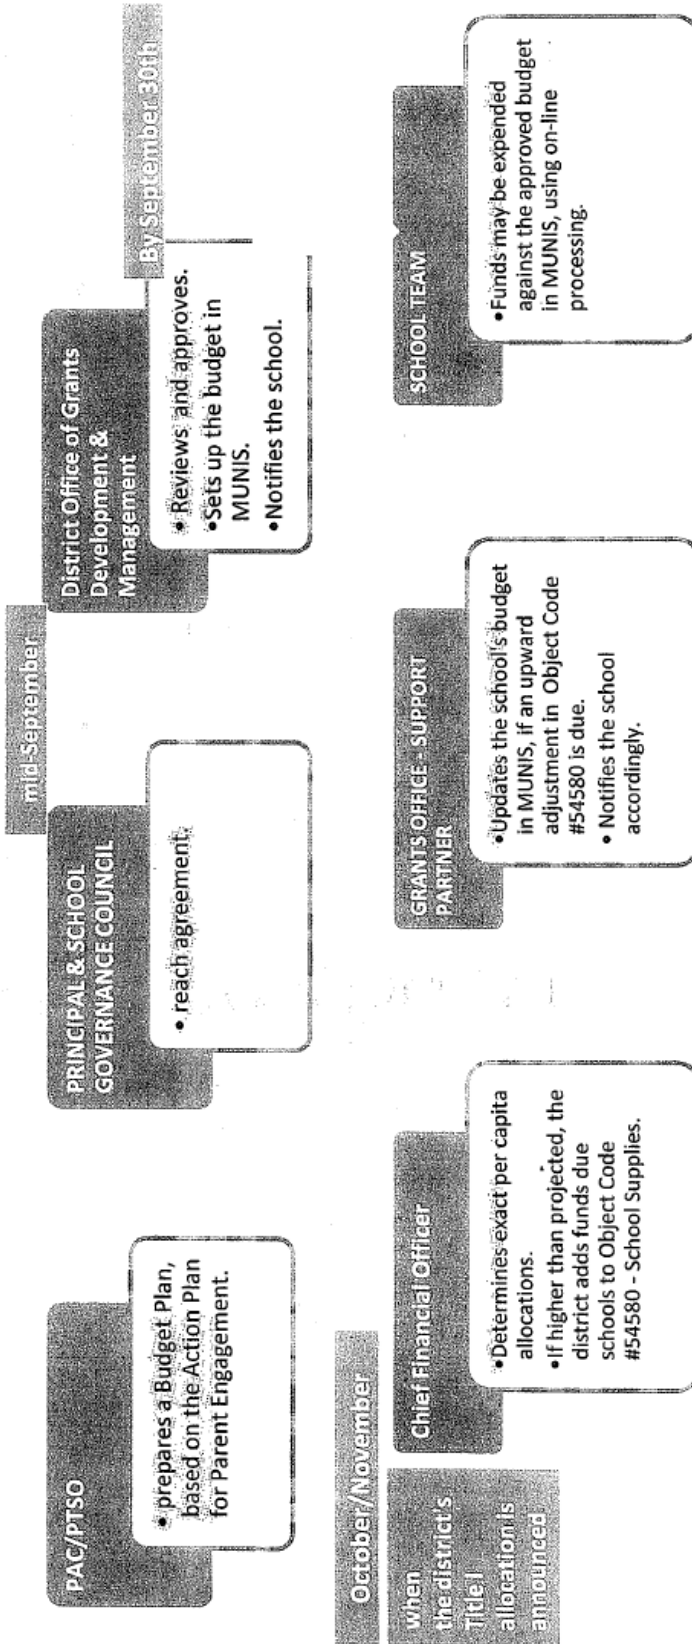 PAC/PTSO
• prepares a Budget Plan,
based on the Action Plan
for Parent Engagement.
PRINCIPAL & SCHOOL
GOVERNANCE COUNCIL
• reach agreement.
mid-September
District Office of Grants
Development &
Management
• Reviews and approves.
• Sets up the budget in
MUNIS.
• Notifies the school.
By September 30th
October/November
when
the district's
Title I
allocation is
announced
Chief Financial Officer
• Determines exact per capita
allocations.
• If higher than projected, the
district adds funds due
schools to Object Code
#54580 - School Supplies.
GRANTS OFFICE - SUPPORT
PARTNER
• Updates the school's budget
in MUNIS, if an upward
adjustment in Object Code
#54580 is due.
• Notifies the school
accordingly.
SCHOOL TEAM
• Funds may be expended
against the approved budget
in MUNIS, using on-line
processing.